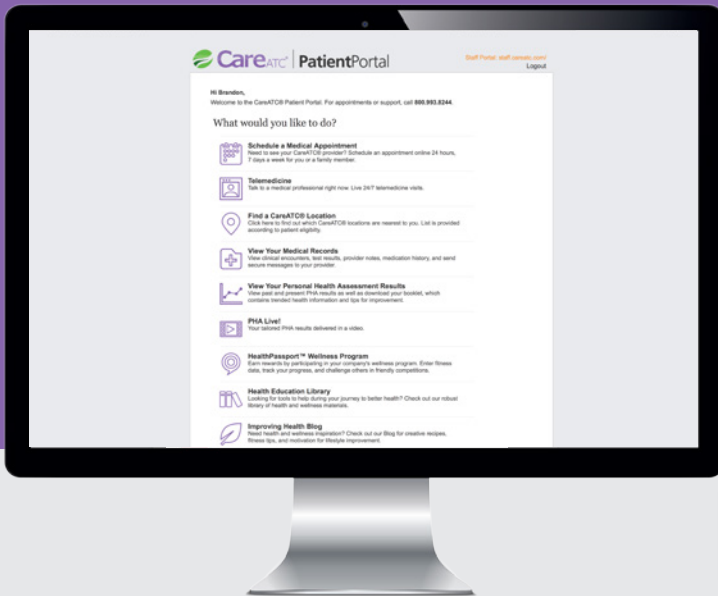 CareATC® | PatientPortal
Staff Portal: staff.careatc.com/
Logout
Hi Brandon,
Welcome to the CareATC® Patient Portal. For appointments or support, call 800.993.8244.
What would you like to do?
Schedule a Medical Appointment
Need to see your CareATC® provider? Schedule an appointment online 24 hours,
7 days a week for you or a family member.
Telemedicine
Talk to a medical professional right now. Live 24/7 telemedicine visits.
Find a CareATC® Location
Click here to find out which CareATC® locations are nearest to you. List is provided
according to patient eligibity.
View Your Medical Records
View clinical encounters, test results, provider notes, medication history, and send
secure messages to your provider.
View Your Personal Health Assessment Results
View past and present PHA results as well as download your booklet, which
contains trended health information and tips for improvement.
PHA Live!
Your tailored PHA results delivered in a video.
HealthPassport™ Wellness Program
Earn rewards by participating in your company's wellness program. Enter fitness
data, track your progress, and challenge others in friendly competitions.
Health Education Library
Looking for tools to help during your journey to better health? Check out our robust
library of health and wellness materials.
Improving Health Blog
Need health and wellness inspiration? Check out our Blog for creative recipes,
fitness tips, and motivation for lifestyle improvement.